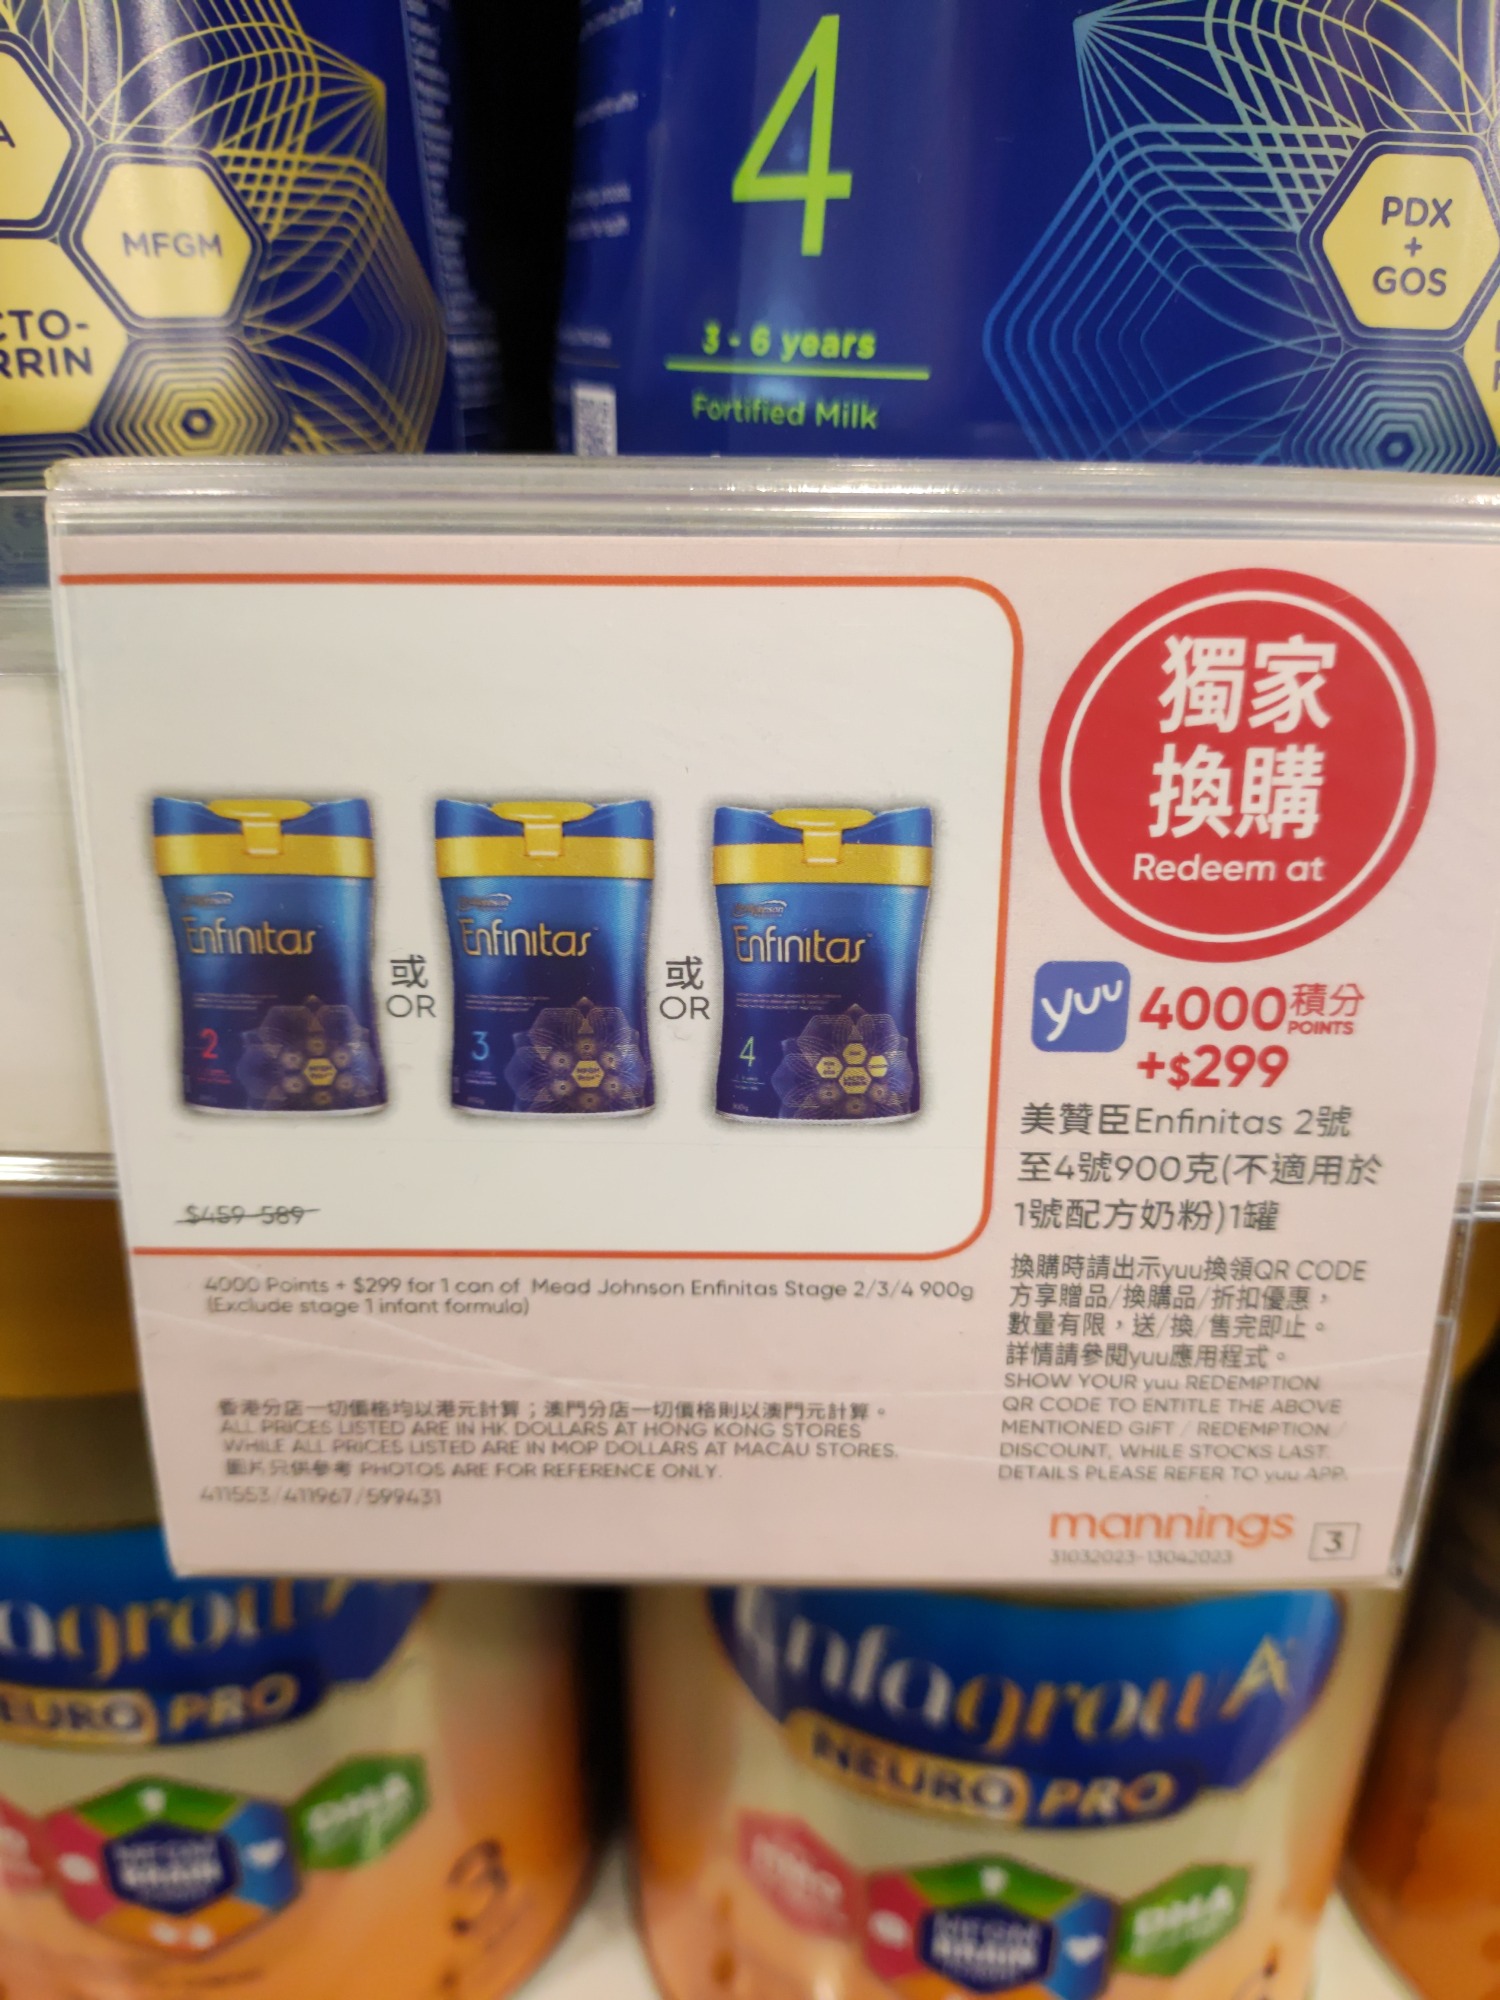 MFGM
CTO-
RRIN
4
3 - 6 years
Fortified Milk
PDX
+
GOS
獨家
換購
Redeem at
yuu 4000積分
POINTS
+$299
Enfinitas
2
或
OR
Enfinitas
3
或
OR
Enfinitas
4
$459-589
美贊臣Enfinitas 2號
至4號900克(不適用於
1號配方奶粉)1罐
4000 Points + $299 for 1 can of Mead Johnson Enfinitas Stage 2/3/4 900g
(Exclude stage 1 infant formula)
換購時請出示yuu換領QR CODE
方享贈品/換購品/折扣優惠，
數量有限，送/換/售完即止。
詳情請參閱yuu應用程式。
SHOW YOUR yuu REDEMPTION
QR CODE TO ENTITLE THE ABOVE
MENTIONED GIFT / REDEMPTION /
DISCOUNT, WHILE STOCKS LAST.
DETAILS PLEASE REFER TO yuu APP.
香港分店一切價格均以港元計算；澳門分店一切價格則以澳門元計算。
ALL PRICES LISTED ARE IN HK DOLLARS AT HONG KONG STORES
WHILE ALL PRICES LISTED ARE IN MOP DOLLARS AT MACAU STORES.
圖片只供參考 PHOTOS ARE FOR REFERENCE ONLY.
411553/411967/599431
mannings
31032023-13042023
3
agrow A
EURO PRO
DHA
3
Enfagrow A
NEURO PRO
BRAIN
DHA